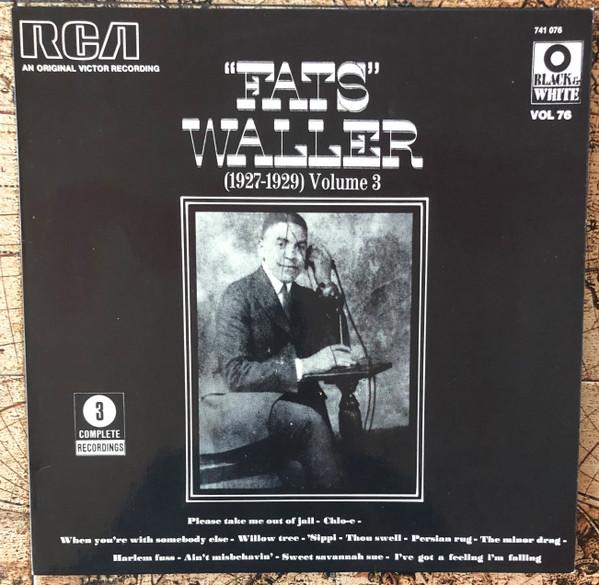 RCA
AN ORIGINAL VICTOR RECORDING
741 076
BLACK &
WHITE
VOL 76
"FATS"
WALLER
(1927-1929) Volume 3
3
COMPLETE
RECORDINGS
Please take me out of jail - Chlo-e -
When you're with somebody else - Willow tree - 'Sippi - Thou swell - Persian rug - The minor drag -
Harlem fuss - Ain't misbehavin' - Sweet savannah sue - I've got a feeling i'm falling